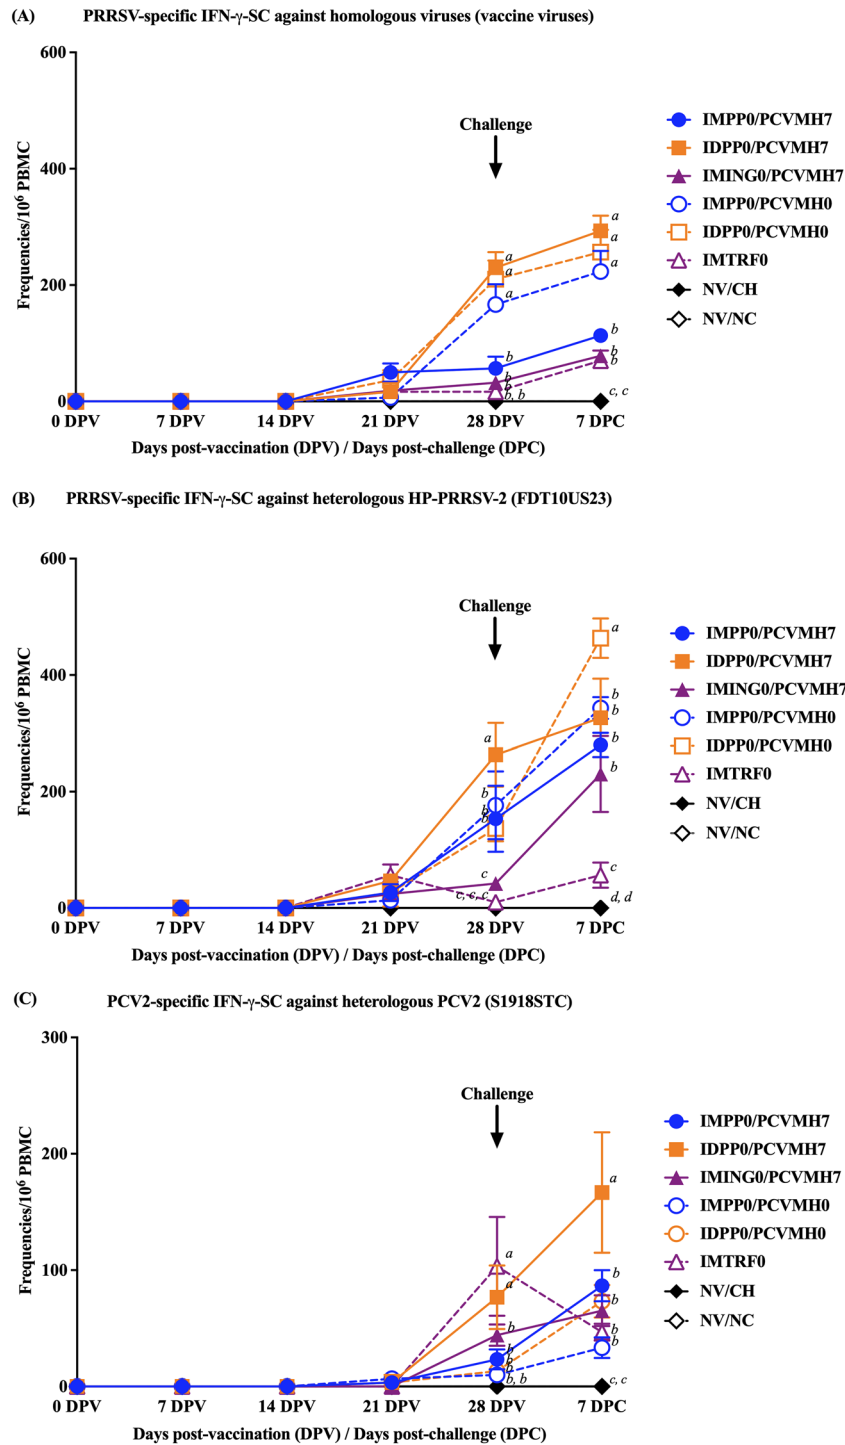 (A) PRRSV-specific IFN-γ-SC against homologous viruses (vaccine viruses)
600
400
200
0
Frequencies/10⁶ PBMC
Challenge
a
a
a
b
b
b
b, b
a
a
a
b
b
b
c, c
0 DPV 7 DPV 14 DPV 21 DPV 28 DPV 7 DPC
Days post-vaccination (DPV) / Days post-challenge (DPC)
IMPP0/PCVMH7
IDPP0/PCVMH7
IMING0/PCVMH7
IMPP0/PCVMH0
IDPP0/PCVMH0
IMTRF0
NV/CH
NV/NC
(B) PRRSV-specific IFN-γ-SC against heterologous HP-PRRSV-2 (FDT10US23)
600
400
200
0
Frequencies/10⁶ PBMC
Challenge
a
b
b
b
c
c, c, c
a
b
b
b
b
c
d, d
0 DPV 7 DPV 14 DPV 21 DPV 28 DPV 7 DPC
Days post-vaccination (DPV) / Days post-challenge (DPC)
IMPP0/PCVMH7
IDPP0/PCVMH7
IMING0/PCVMH7
IMPP0/PCVMH0
IDPP0/PCVMH0
IMTRF0
NV/CH
NV/NC
(C) PCV2-specific IFN-γ-SC against heterologous PCV2 (S1918STC)
300
200
100
0
Frequencies/10⁶ PBMC
Challenge
a
a
b
b
b
b
b, b
a
b
b
b
b
c, c
0 DPV 7 DPV 14 DPV 21 DPV 28 DPV 7 DPC
Days post-vaccination (DPV) / Days post-challenge (DPC)
IMPP0/PCVMH7
IDPP0/PCVMH7
IMING0/PCVMH7
IMPP0/PCVMH0
IDPP0/PCVMH0
IMTRF0
NV/CH
NV/NC